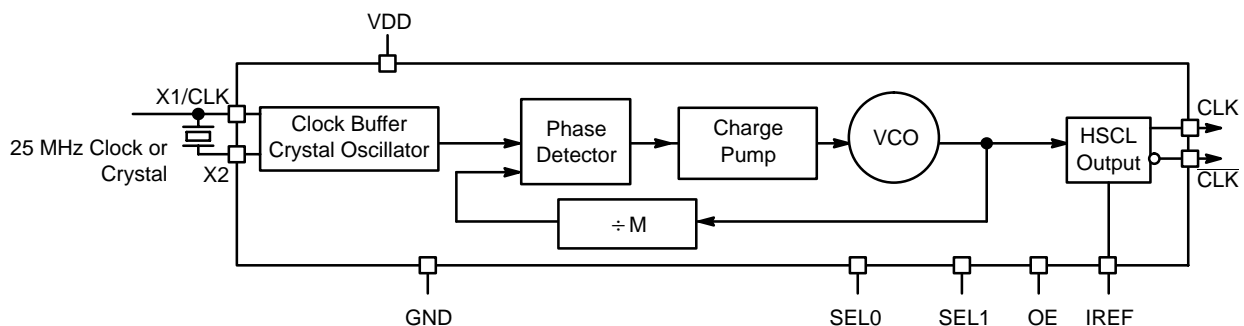 VDD
X1/CLK
25 MHz Clock or
Crystal
X2
Clock Buffer
Crystal Oscillator
Phase
Detector
Charge
Pump
VCO
HSCL
Output
CLK
CLK
÷ M
GND
SEL0
SEL1
OE
IREF